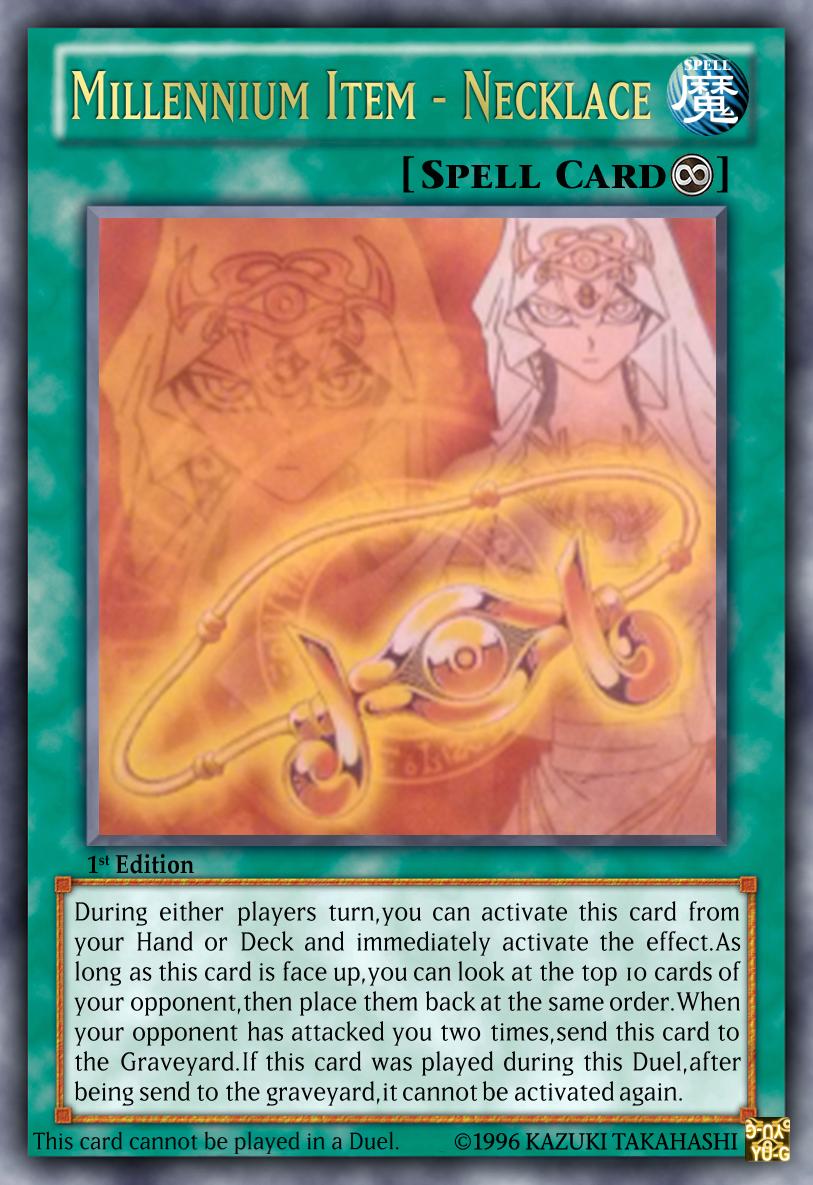 Millennium Item - Necklace
SPELL
魔
[Spell Card∞]
1st Edition
During either players turn,you can activate this card from
your Hand or Deck and immediately activate the effect.As
long as this card is face up,you can look at the top 10 cards of
your opponent,then place them back at the same order.When
your opponent has attacked you two times,send this card to
the Graveyard.If this card was played during this Duel,after
being send to the graveyard,it cannot be activated again.
This card cannot be played in a Duel.
©1996 KAZUKI TAKAHASHI